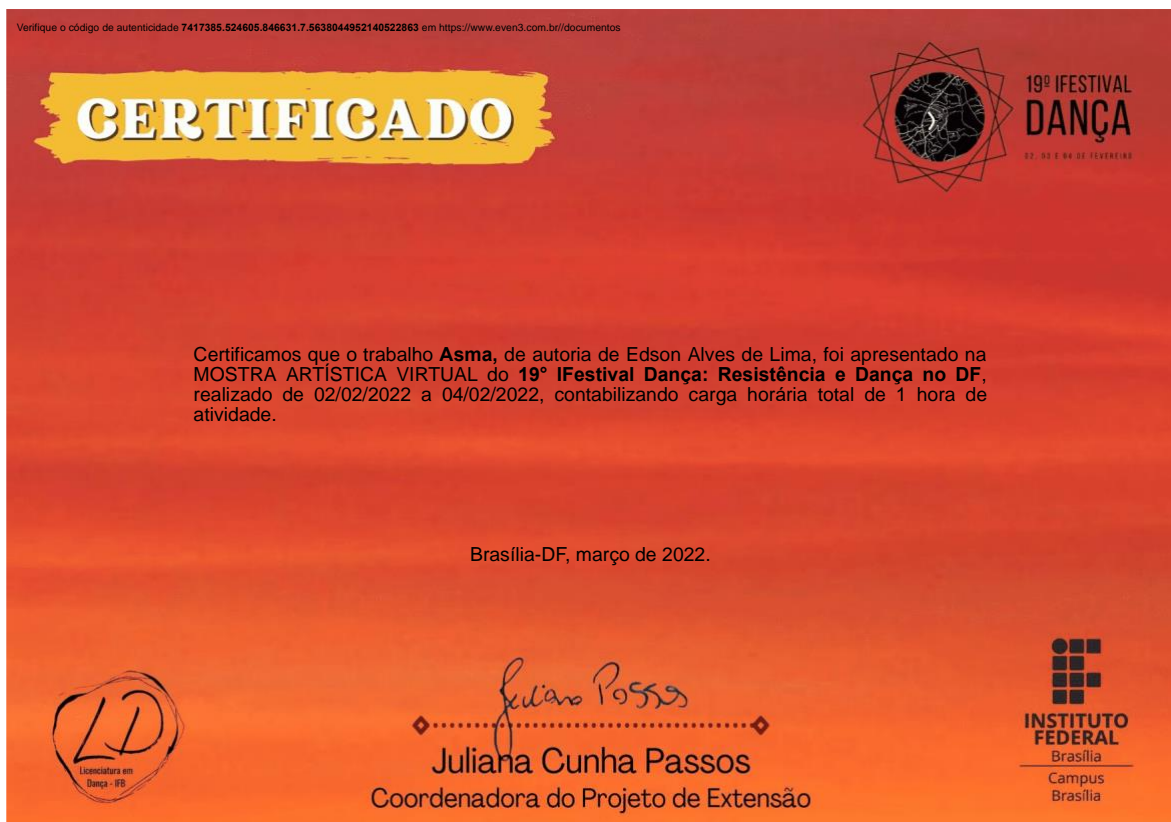 Verifique o código de autenticidade 7417385.524605.846631.7.5638044952140522863 em https://www.even3.com.br//documentos
CERTIFICADO
19º IFESTIVAL
DANÇA
02, 03 E 04 DE FEVEREIRO
Certificamos que o trabalho Asma, de autoria de Edson Alves de Lima, foi apresentado na
MOSTRA ARTÍSTICA VIRTUAL do 19° IFestival Dança: Resistência e Dança no DF,
realizado de 02/02/2022 a 04/02/2022, contabilizando carga horária total de 1 hora de
atividade.
Brasília-DF, março de 2022.
LD
Licenciatura em
Dança - IFB
Juliana Passos
Juliana Cunha Passos
Coordenadora do Projeto de Extensão
INSTITUTO
FEDERAL
Brasília
Campus
Brasília